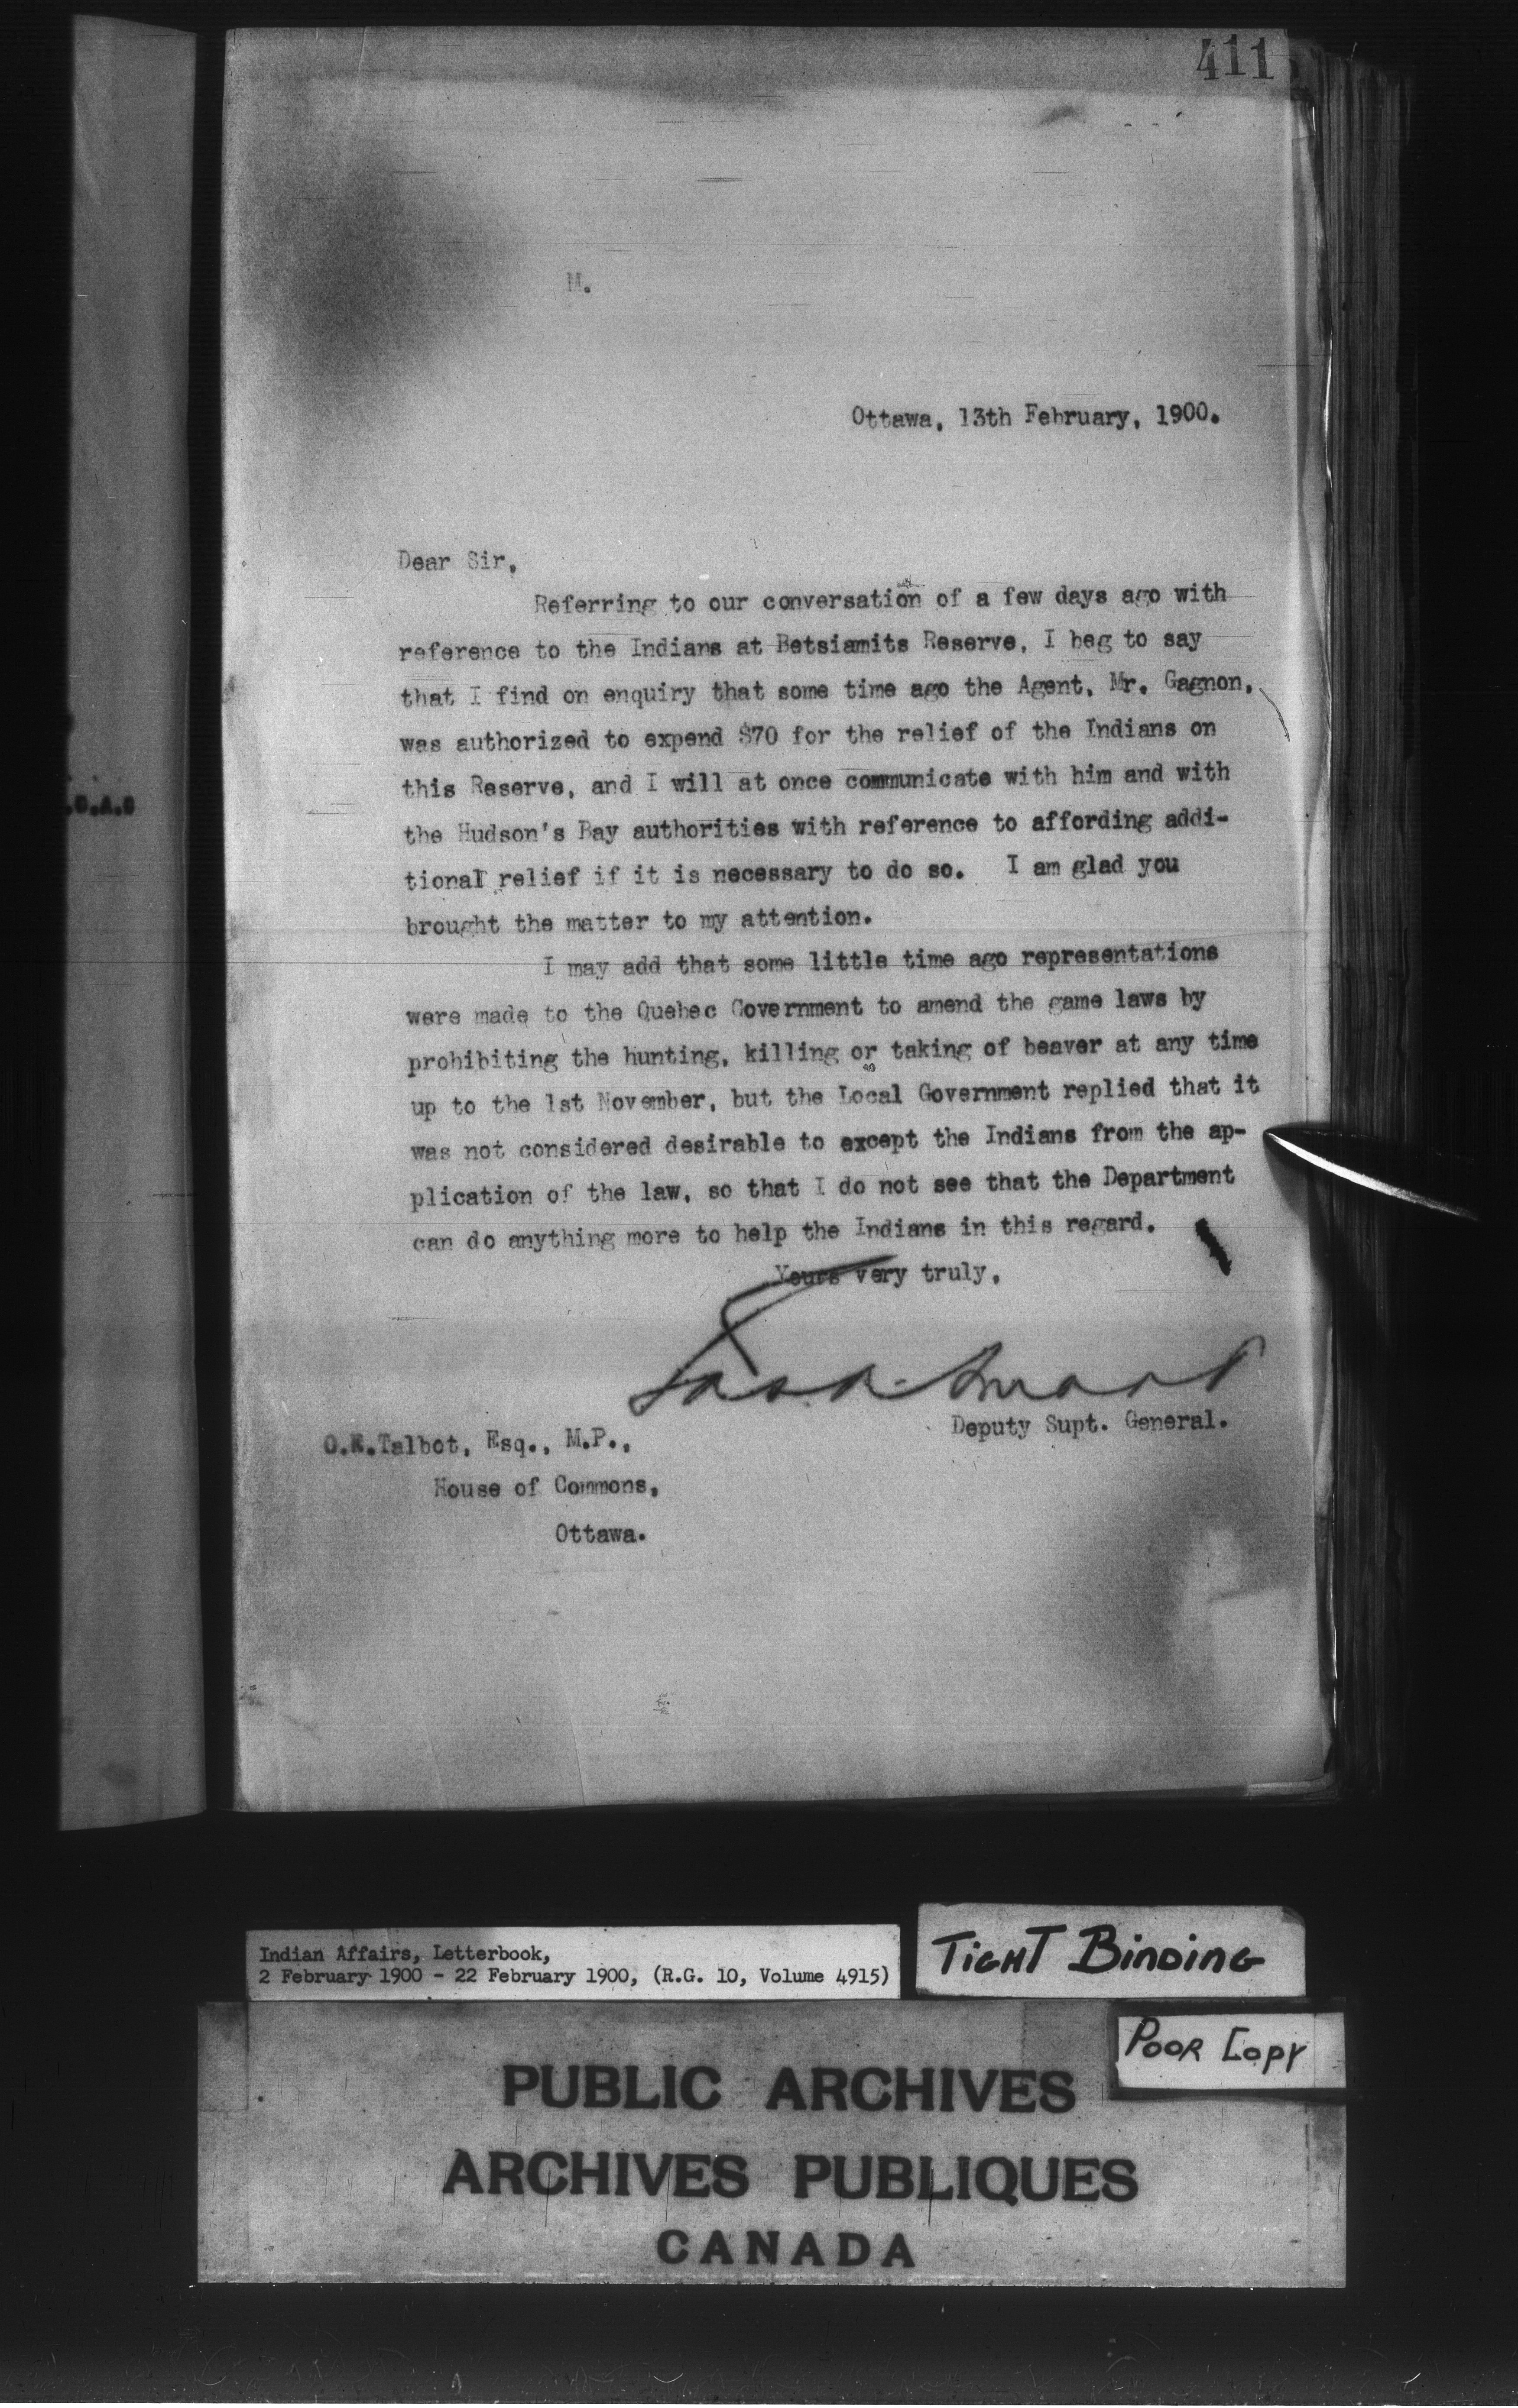 411
M.
Ottawa, 13th February, 1900.
Dear Sir,
Referring to our conversation of a few days ago with
reference to the Indians at Betsiamits Reserve, I beg to say
that I find on enquiry that some time ago the Agent, Mr. Gagnon,
was authorized to expend $70 for the relief of the Indians on
this Reserve, and I will at once communicate with him and with
the Hudson's Bay authorities with reference to affording addi-
tional relief if it is necessary to do so. I am glad you
brought the matter to my attention.
I may add that some little time ago representations
were made to the Quebec Government to amend the game laws by
prohibiting the hunting, killing or taking of beaver at any time
up to the 1st November, but the Local Government replied that it
was not considered desirable to except the Indians from the ap-
plication of the law, so that I do not see that the Department
can do anything more to help the Indians in this regard.
Yours very truly,
Jas A. Smart
Deputy Supt. General.
O.E.Talbot, Esq., M.P.,
House of Commons,
Ottawa.
Indian Affairs, Letterbook,
2 February 1900 - 22 February 1900, (R.G. 10, Volume 4915)
TIGHT BINDING
POOR COPY
PUBLIC ARCHIVES
ARCHIVES PUBLIQUES
CANADA